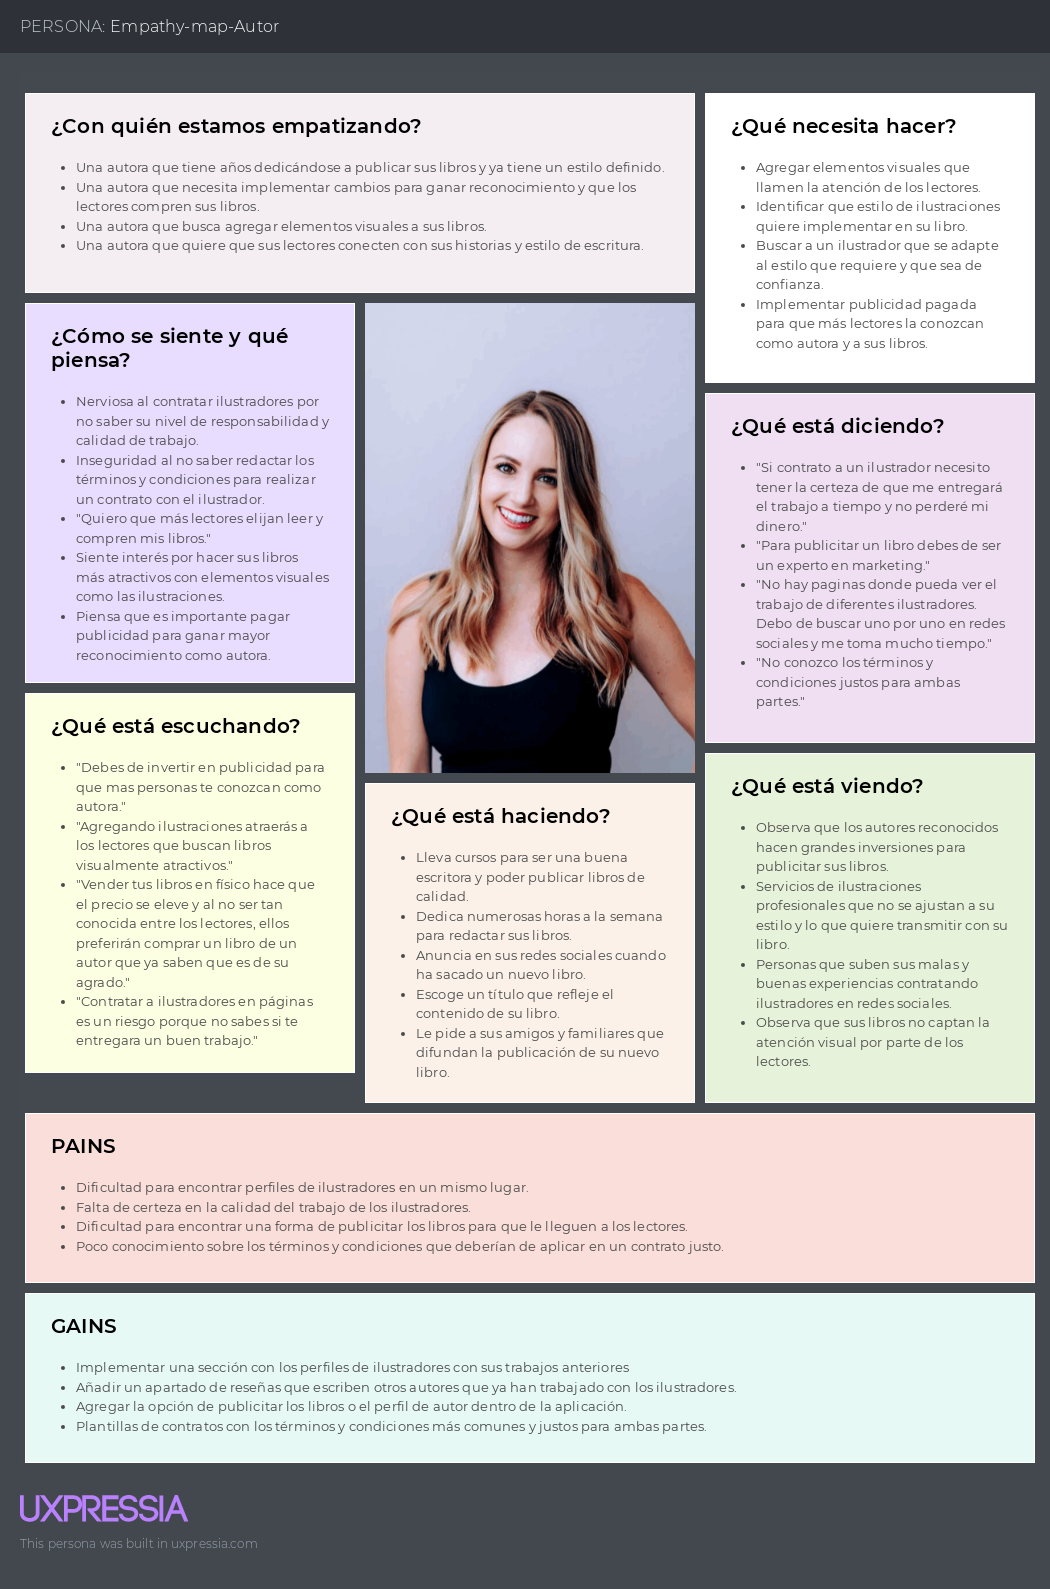 PERSONA: Empathy-map-Autor
¿Con quién estamos empatizando?
• Una autora que tiene años dedicándose a publicar sus libros y ya tiene un estilo definido.
• Una autora que necesita implementar cambios para ganar reconocimiento y que los
lectores compren sus libros.
• Una autora que busca agregar elementos visuales a sus libros.
• Una autora que quiere que sus lectores conecten con sus historias y estilo de escritura.
¿Qué necesita hacer?
• Agregar elementos visuales que
llamen la atención de los lectores.
• Identificar que estilo de ilustraciones
quiere implementar en su libro.
• Buscar a un ilustrador que se adapte
al estilo que requiere y que sea de
confianza.
• Implementar publicidad pagada
para que más lectores la conozcan
como autora y a sus libros.
¿Cómo se siente y qué
piensa?
• Nerviosa al contratar ilustradores por
no saber su nivel de responsabilidad y
calidad de trabajo.
• Inseguridad al no saber redactar los
términos y condiciones para realizar
un contrato con el ilustrador.
• "Quiero que más lectores elijan leer y
compren mis libros."
• Siente interés por hacer sus libros
más atractivos con elementos visuales
como las ilustraciones.
• Piensa que es importante pagar
publicidad para ganar mayor
reconocimiento como autora.
¿Qué está diciendo?
• "Si contrato a un ilustrador necesito
tener la certeza de que me entregará
el trabajo a tiempo y no perderé mi
dinero."
• "Para publicitar un libro debes de ser
un experto en marketing."
• "No hay paginas donde pueda ver el
trabajo de diferentes ilustradores.
Debo de buscar uno por uno en redes
sociales y me toma mucho tiempo."
• "No conozco los términos y
condiciones justos para ambas
partes."
¿Qué está escuchando?
• "Debes de invertir en publicidad para
que mas personas te conozcan como
autora."
• "Agregando ilustraciones atraerás a
los lectores que buscan libros
visualmente atractivos."
• "Vender tus libros en físico hace que
el precio se eleve y al no ser tan
conocida entre los lectores, ellos
preferirán comprar un libro de un
autor que ya saben que es de su
agrado."
• "Contratar a ilustradores en páginas
es un riesgo porque no sabes si te
entregara un buen trabajo."
¿Qué está haciendo?
• Lleva cursos para ser una buena
escritora y poder publicar libros de
calidad.
• Dedica numerosas horas a la semana
para redactar sus libros.
• Anuncia en sus redes sociales cuando
ha sacado un nuevo libro.
• Escoge un título que refleje el
contenido de su libro.
• Le pide a sus amigos y familiares que
difundan la publicación de su nuevo
libro.
¿Qué está viendo?
• Observa que los autores reconocidos
hacen grandes inversiones para
publicitar sus libros.
• Servicios de ilustraciones
profesionales que no se ajustan a su
estilo y lo que quiere transmitir con su
libro.
• Personas que suben sus malas y
buenas experiencias contratando
ilustradores en redes sociales.
• Observa que sus libros no captan la
atención visual por parte de los
lectores.
PAINS
• Dificultad para encontrar perfiles de ilustradores en un mismo lugar.
• Falta de certeza en la calidad del trabajo de los ilustradores.
• Dificultad para encontrar una forma de publicitar los libros para que le lleguen a los lectores.
• Poco conocimiento sobre los términos y condiciones que deberían de aplicar en un contrato justo.
GAINS
• Implementar una sección con los perfiles de ilustradores con sus trabajos anteriores
• Añadir un apartado de reseñas que escriben otros autores que ya han trabajado con los ilustradores.
• Agregar la opción de publicitar los libros o el perfil de autor dentro de la aplicación.
• Plantillas de contratos con los términos y condiciones más comunes y justos para ambas partes.
UXPRESSIA
This persona was built in uxpressia.com